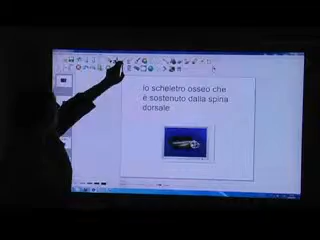 lo scheletro osseo che
è sostenuto dalla spina
dorsale